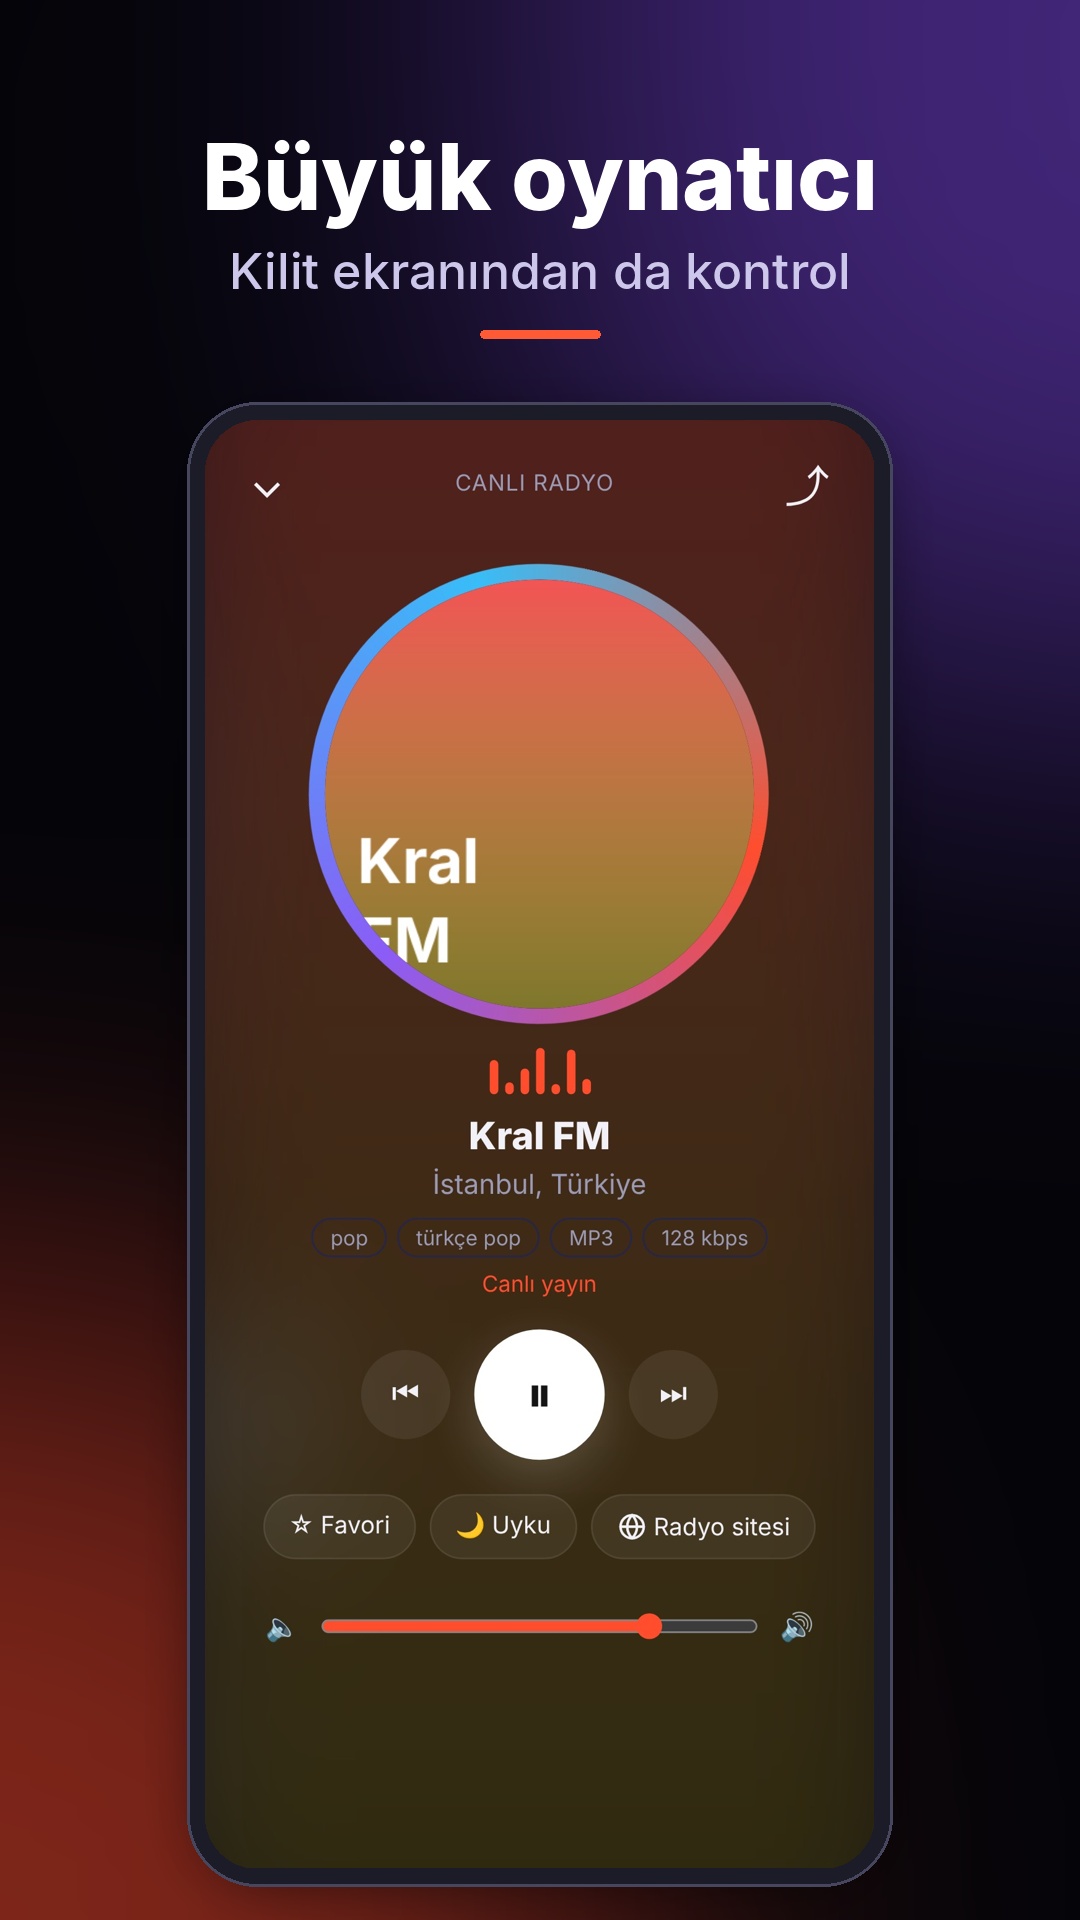 Büyük oynatıcı
Kilit ekranından da kontrol
CANLI RADYO
Kral
FM
Kral FM
İstanbul, Türkiye
pop türkçe pop MP3 128 kbps
Canlı yayın
Favori Uyku Radyo sitesi